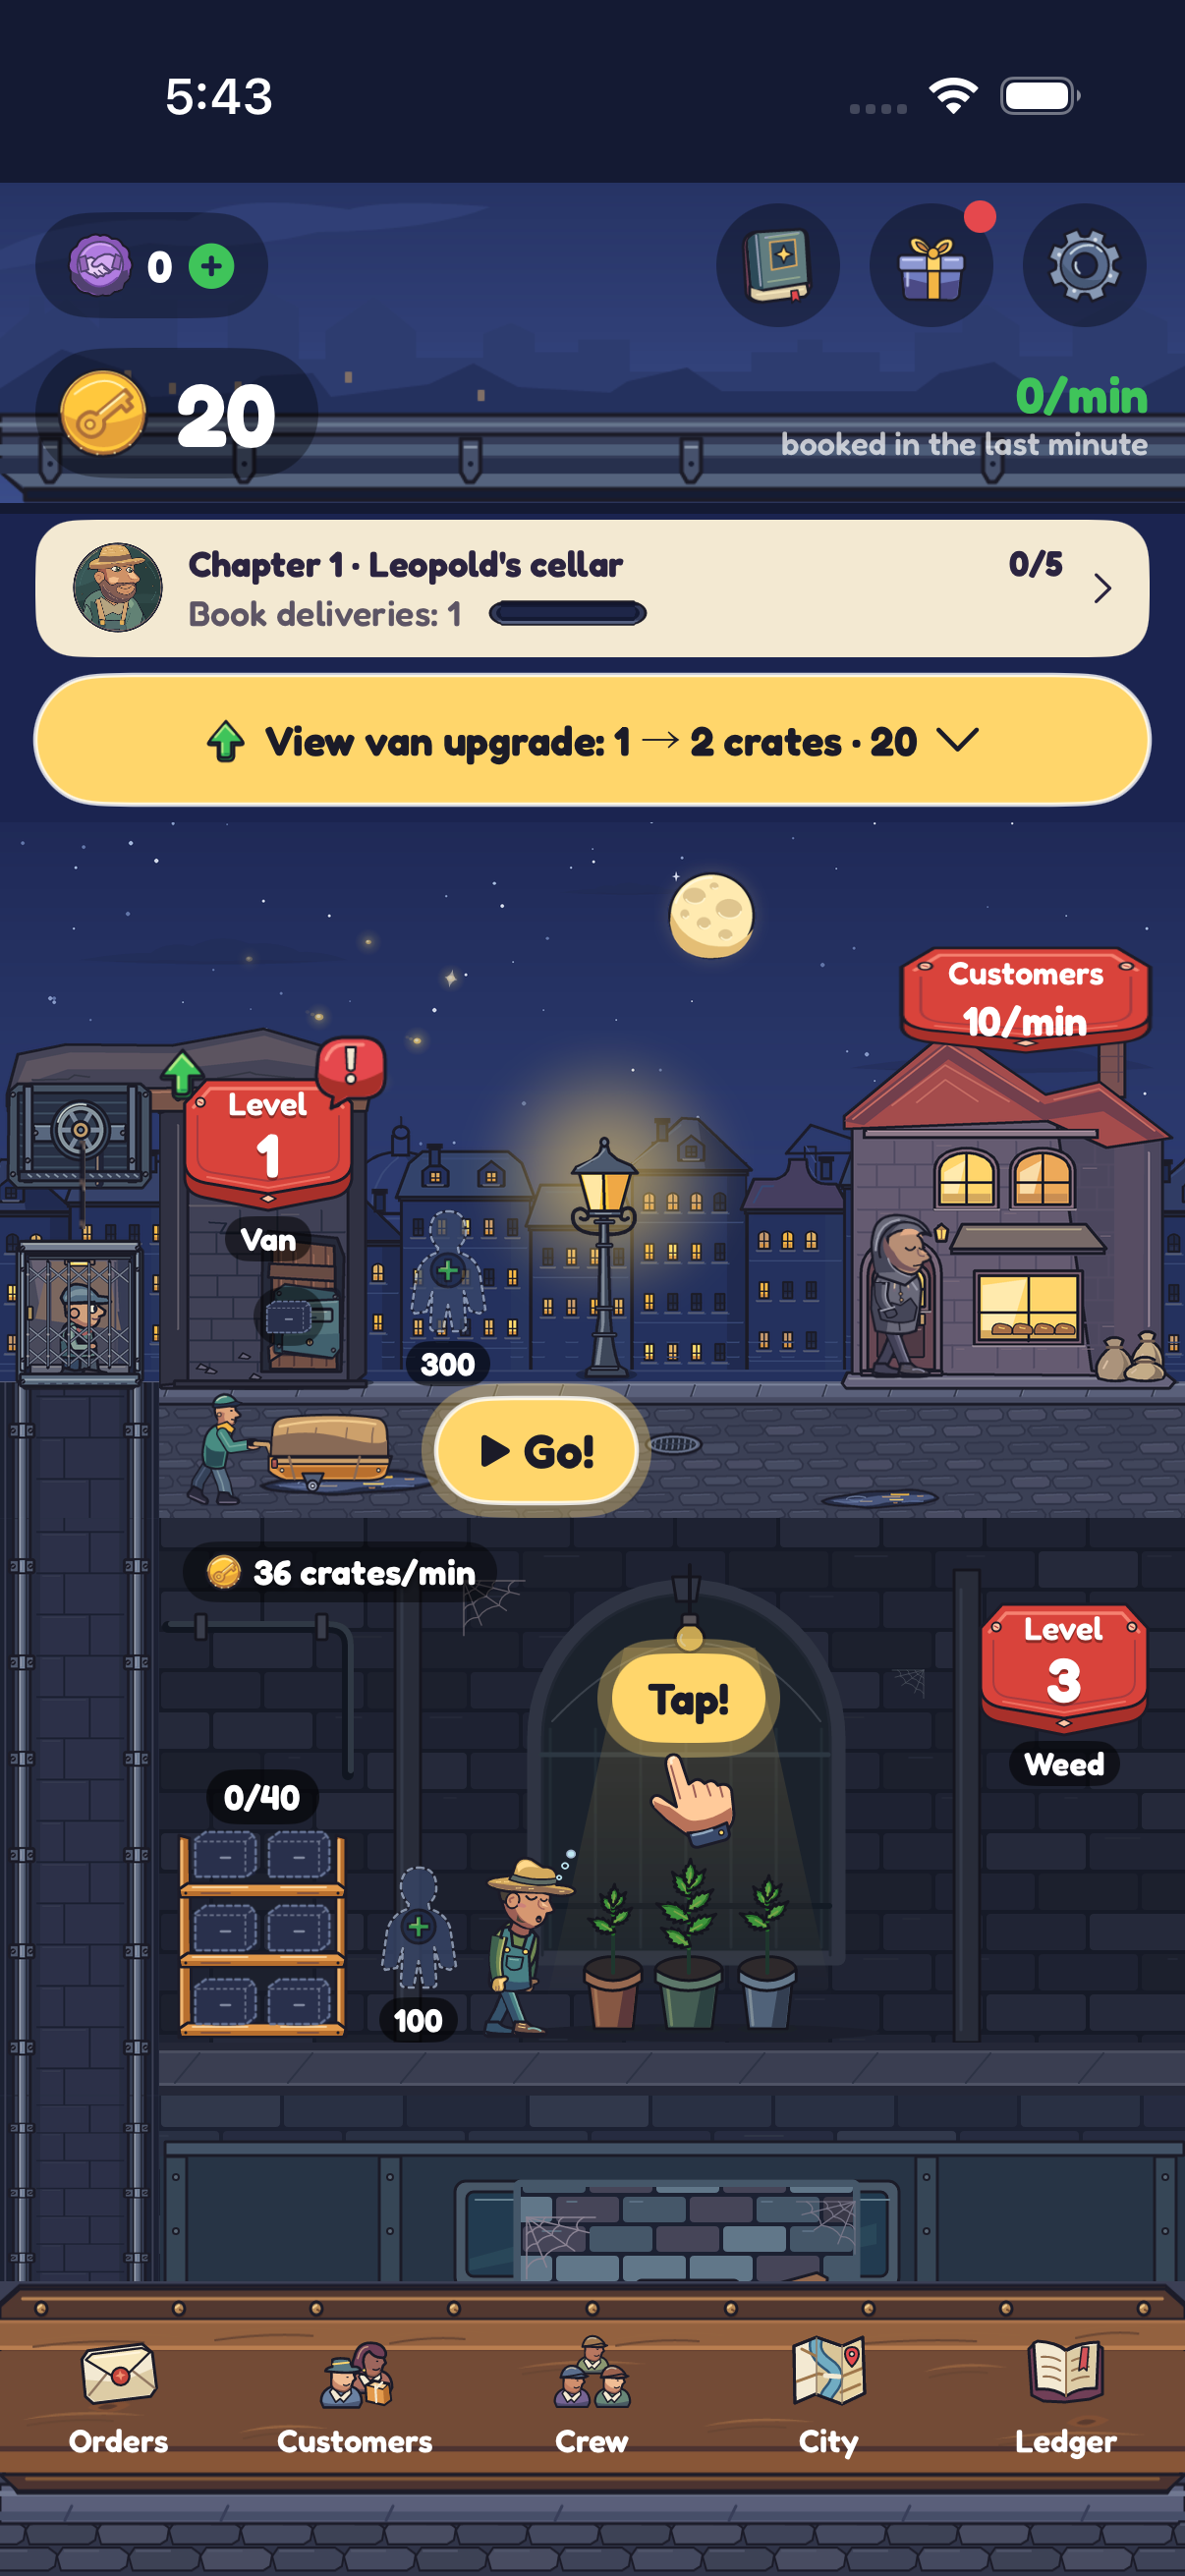 5:43
0
20
0/min
booked in the last minute
Chapter 1 · Leopold's cellar
0/5
Book deliveries: 1
View van upgrade: 1 → 2 crates · 20
Customers
10/min
Level
1
Van
300
Go!
36 crates/min
Tap!
Level
3
Weed
0/40
100
Orders
Customers
Crew
City
Ledger